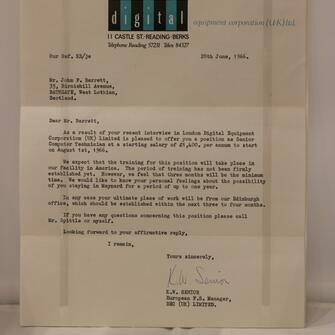 digital equipment corporation (UK) ltd.
11 CASTLE ST · READING · BERKS
Telephone Reading 57231 Telex 84327
Our Ref. KS/je 28th June, 1966.
Mr. John F. Barrett,
35, Birniehill Avenue,
BATHGATE, West Lothian,
Scotland.
Dear Mr. Barrett,
As a result of your recent interview in London Digital Equipment
Corporation (UK) Limited is pleased to offer you a position as Senior
Computer Technician at a starting salary of £1,400, per annum to start
on August 1st, 1966.
We expect that the training for this position will take place in
our Facility in America. The period of training has not been firmly
established yet. However, we feel that three months will be the minimum
time. We would like to know your personal feelings about the possibility
of you staying in Maynard for a period of up to one year.
In any case your ultimate place of work will be from our Edinburgh
office, which should be established within the next three to four months.
If you have any questions concerning this position please call
Mr. Spittle or myself.
Looking forward to your affirmative reply.
I remain,
Yours sincerely,
K.W. Senior
K.W. SENIOR
European F.S. Manager,
DEC (UK) LIMITED.